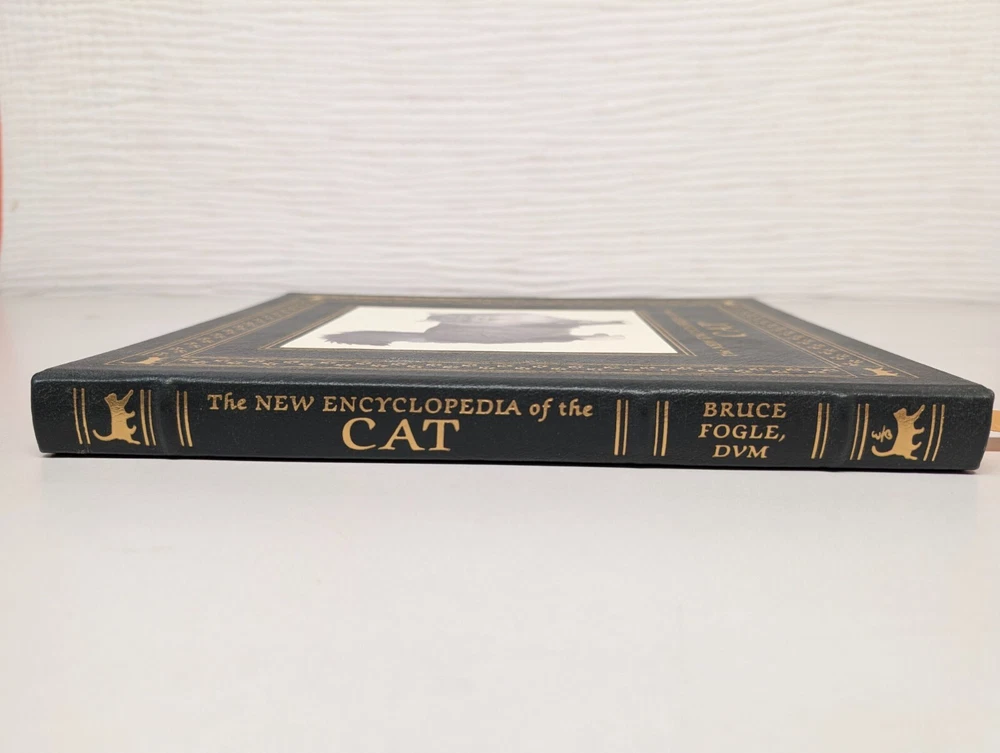 The NEW ENCYCLOPEDIA of the
CAT
BRUCE
FOGLE,
DVM